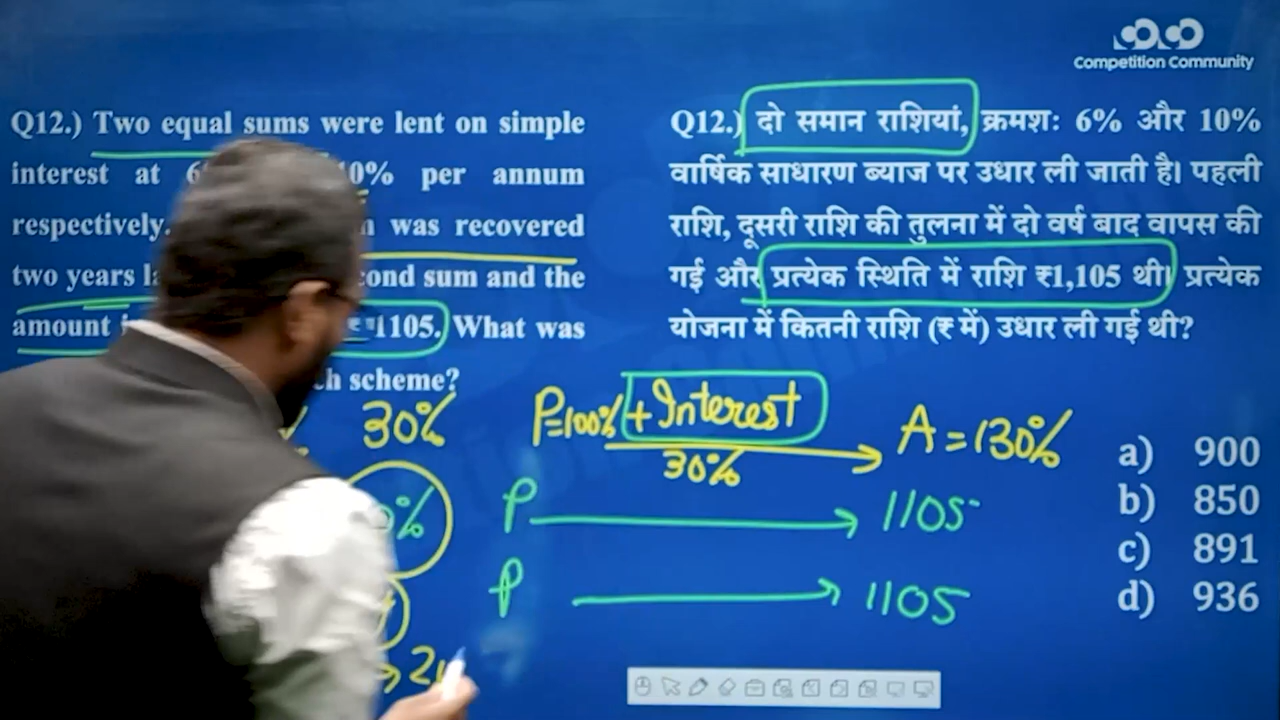 Competition Community
Q12.) Two equal sums were lent on simple
interest at 10% per annum
respectively. was recovered
two years and the
amount 1105. What was
scheme?
Q12.) दो समान राशियां, क्रमशः 6% और 10%
वार्षिक साधारण ब्याज पर उधार ली जाती है। पहली
राशि, दूसरी राशि की तुलना में दो वर्ष बाद वापस की
गई और प्रत्येक स्थिति में राशि ₹1,105 थी। प्रत्येक
योजना में कितनी राशि (₹ में) उधार ली गई थी?
30% P=100% + Interest A = 130%
30%
P 1105
P 1105
a) 900
b) 850
c) 891
d) 936